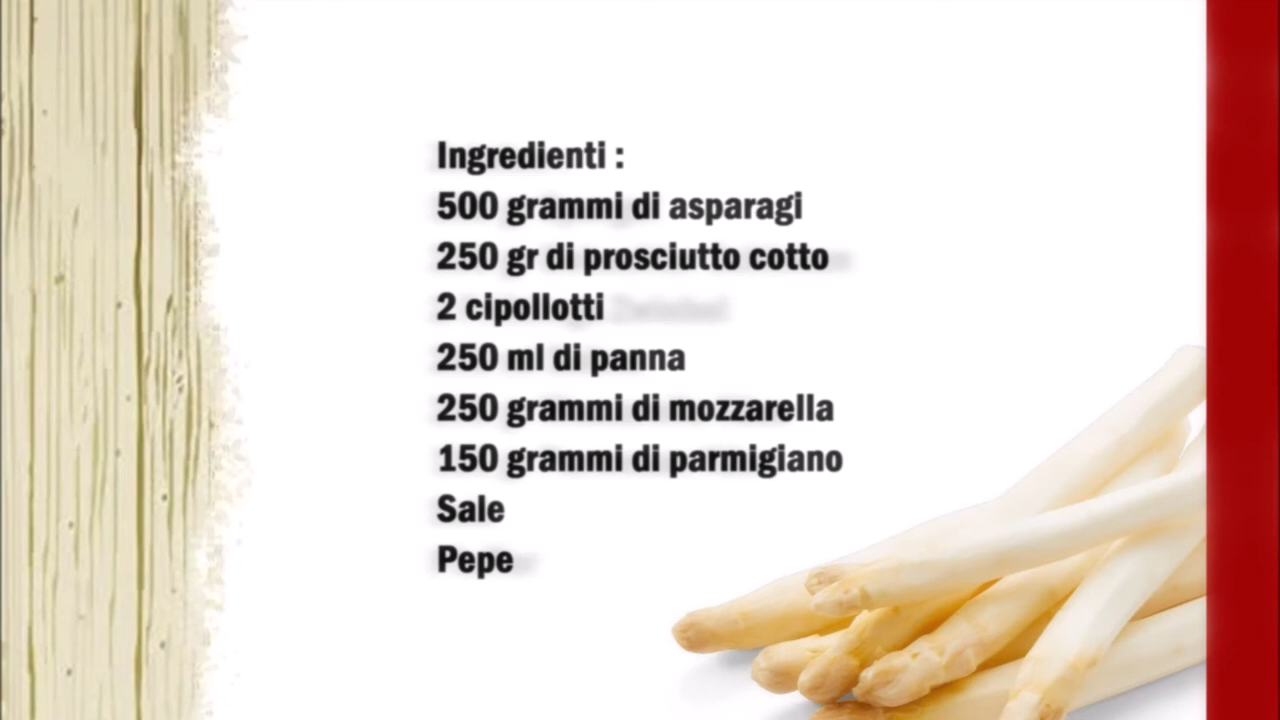 Ingredienti :
500 grammi di asparagi
250 gr di prosciutto cotto
2 cipollotti
250 ml di panna
250 grammi di mozzarella
150 grammi di parmigiano
Sale
Pepe